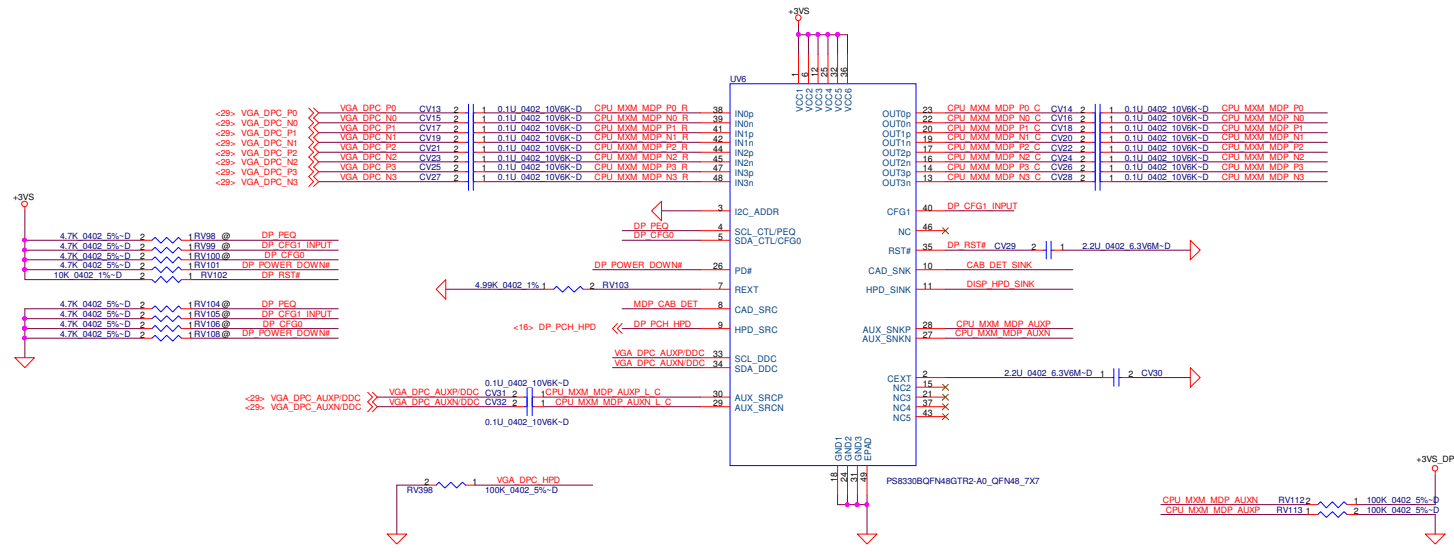 +3VS
UV6
1 6 12 25 32 36
VCC1 VCC2 VCC3 VCC4 VCC5 VCC6
<29> VGA_DPC_P0 VGA_DPC_P0 CV13 2 1 0.1U_0402_10V6K~D CPU_MXM_MDP_P0_R 38 IN0p
<29> VGA_DPC_N0 VGA_DPC_N0 CV15 2 1 0.1U_0402_10V6K~D CPU_MXM_MDP_N0_R 39 IN0n
<29> VGA_DPC_P1 VGA_DPC_P1 CV17 2 1 0.1U_0402_10V6K~D CPU_MXM_MDP_P1_R 41 IN1p
<29> VGA_DPC_N1 VGA_DPC_N1 CV19 2 1 0.1U_0402_10V6K~D CPU_MXM_MDP_N1_R 42 IN1n
<29> VGA_DPC_P2 VGA_DPC_P2 CV21 2 1 0.1U_0402_10V6K~D CPU_MXM_MDP_P2_R 44 IN2p
<29> VGA_DPC_N2 VGA_DPC_N2 CV23 2 1 0.1U_0402_10V6K~D CPU_MXM_MDP_N2_R 45 IN2n
<29> VGA_DPC_P3 VGA_DPC_P3 CV25 2 1 0.1U_0402_10V6K~D CPU_MXM_MDP_P3_R 47 IN3p
<29> VGA_DPC_N3 VGA_DPC_N3 CV27 2 1 0.1U_0402_10V6K~D CPU_MXM_MDP_N3_R 48 IN3n
OUT0p 23 CPU_MXM_MDP_P0_C CV14 2 1 0.1U_0402_10V6K~D CPU_MXM_MDP_P0
OUT0n 22 CPU_MXM_MDP_N0_C CV16 2 1 0.1U_0402_10V6K~D CPU_MXM_MDP_N0
OUT1p 20 CPU_MXM_MDP_P1_C CV18 2 1 0.1U_0402_10V6K~D CPU_MXM_MDP_P1
OUT1n 19 CPU_MXM_MDP_N1_C CV20 2 1 0.1U_0402_10V6K~D CPU_MXM_MDP_N1
OUT2p 17 CPU_MXM_MDP_P2_C CV22 2 1 0.1U_0402_10V6K~D CPU_MXM_MDP_P2
OUT2n 16 CPU_MXM_MDP_N2_C CV24 2 1 0.1U_0402_10V6K~D CPU_MXM_MDP_N2
OUT3p 14 CPU_MXM_MDP_P3_C CV26 2 1 0.1U_0402_10V6K~D CPU_MXM_MDP_P3
OUT3n 13 CPU_MXM_MDP_N3_C CV28 2 1 0.1U_0402_10V6K~D CPU_MXM_MDP_N3
+3VS
4.7K_0402_5%~D 2 1 RV98 @ DP_PEQ
4.7K_0402_5%~D 2 1 RV99 @ DP_CFG1_INPUT
4.7K_0402_5%~D 2 1 RV100 @ DP_CFG0
4.7K_0402_5%~D 2 1 RV101 DP_POWER_DOWN#
10K_0402_1%~D 2 1 RV102 DP_RST#
4.7K_0402_5%~D 2 1 RV104 @ DP_PEQ
4.7K_0402_5%~D 2 1 RV105 @ DP_CFG1_INPUT
4.7K_0402_5%~D 2 1 RV106 @ DP_CFG0
4.7K_0402_5%~D 2 1 RV108 @ DP_POWER_DOWN#
3 I2C_ADDR
DP_PEQ 4 SCL_CTL/PEQ
DP_CFG0 5 SDA_CTL/CFG0
DP_POWER_DOWN# 26 PD#
4.99K_0402_1% 1 2 RV103 7 REXT
MDP_CAB_DET 8 CAD_SRC
<16> DP_PCH_HPD DP_PCH_HPD 9 HPD_SRC
VGA_DPC_AUXP/DDC 33 SCL_DDC
VGA_DPC_AUXN/DDC 34 SDA_DDC
0.1U_0402_10V6K~D
<29> VGA_DPC_AUXP/DDC VGA_DPC_AUXP/DDC CV31 2 1 CPU_MXM_MDP_AUXP_L_C 30 AUX_SRCP
<29> VGA_DPC_AUXN/DDC VGA_DPC_AUXN/DDC CV32 2 1 CPU_MXM_MDP_AUXN_L_C 29 AUX_SRCN
0.1U_0402_10V6K~D
CFG1 40 DP_CFG1_INPUT
NC 46
RST# 35 DP_RST# CV29 2 1 2.2U_0402_6.3V6M~D
CAD_SNK 10 CAB_DET_SINK
HPD_SINK 11 DISP_HPD_SINK
AUX_SNKP 28 CPU_MXM_MDP_AUXP
AUX_SNKN 27 CPU_MXM_MDP_AUXN
CEXT 2 2.2U_0402_6.3V6M~D 1 2 CV30
NC2 15
NC3 21
NC4 37
NC5 43
GND1 GND2 GND3 EPAD
18 24 31 49
PS8330BQFN48GTR2-A0_QFN48_7X7
2 1 VGA_DPC_HPD
RV398 100K_0402_5%~D
+3VS_DP
CPU_MXM_MDP_AUXN RV112 2 1 100K_0402_5%~D
CPU_MXM_MDP_AUXP RV113 1 2 100K_0402_5%~D